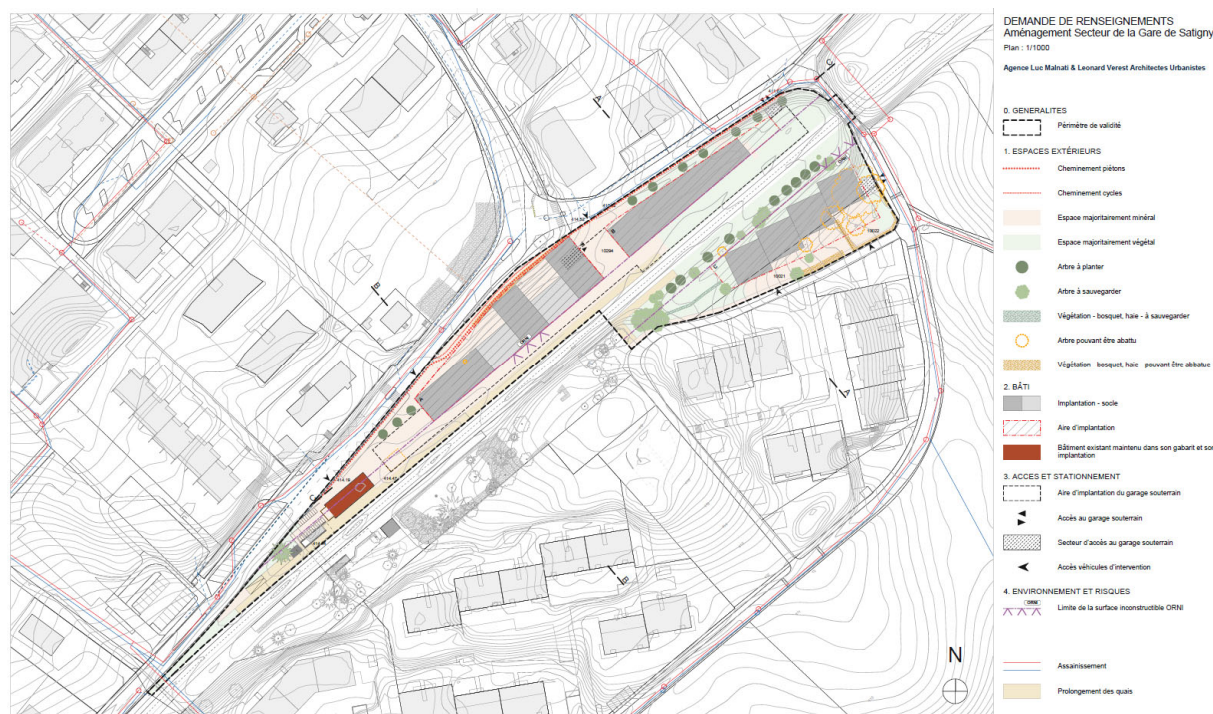 DEMANDE DE RENSEIGNEMENTS
Aménagement Secteur de la Gare de Satigny
Plan : 1/1000
Agence Luc Malnati & Leonard Verest Architectes Urbanistes
0. GENERALITES
Périmètre de validité
1. ESPACES EXTÉRIEURS
Cheminement piétons
Cheminement cycles
Espace majoritairement minéral
Espace majoritairement végétal
Arbre à planter
Arbre à sauvegarder
Végétation - bosquet, haie - à sauvegarder
Arbre pouvant être abattu
Végétation bosquet, haie pouvant être abbatue
2. BÂTI
Implantation - socle
Aire d'implantation
Bâtiment existant maintenu dans son gabarit et son
implantation
3. ACCES ET STATIONNEMENT
Aire d'implantation du garage souterrain
Accès au garage souterrain
Secteur d'accès au garage souterrain
Accès véhicules d'intervention
4. ENVIRONNEMENT ET RISQUES
ORNI
Limite de la surface inconstructible ORNI
Assainissement
Prolongement des quais
A
A
B
B
C
C
ORNI
ORNI
N